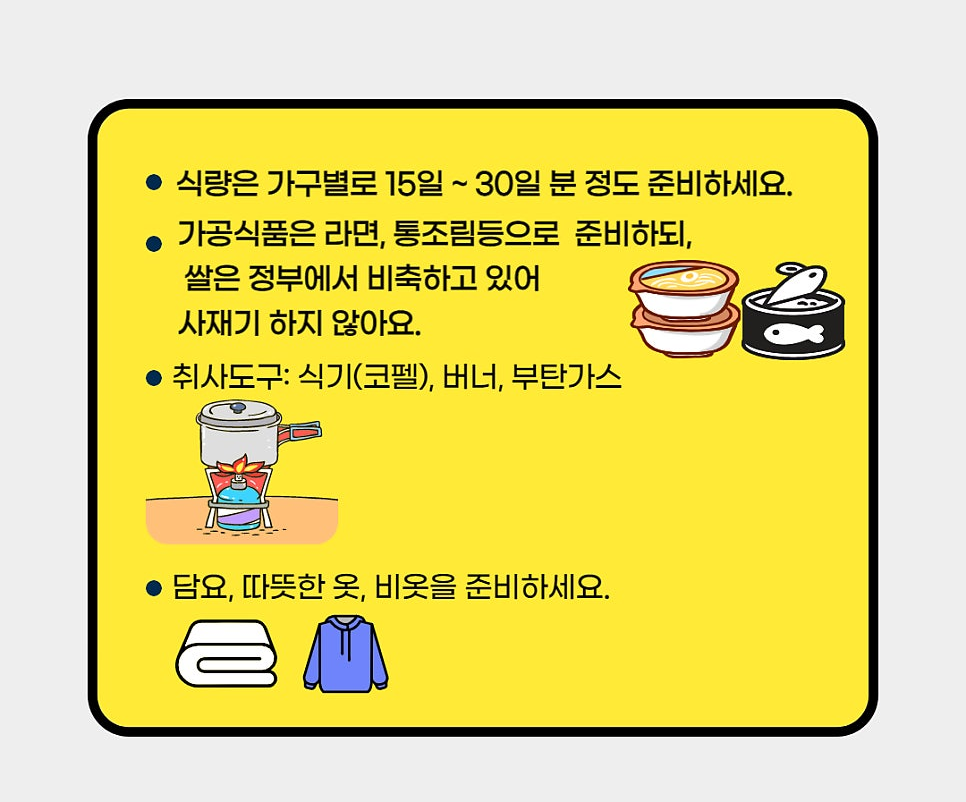 식량은 가구별로 15일 ~ 30일 분 정도 준비하세요.
가공식품은 라면, 통조림등으로 준비하되,
쌀은 정부에서 비축하고 있어
사재기 하지 않아요.
취사도구: 식기(코펠), 버너, 부탄가스
담요, 따뜻한 옷, 비옷을 준비하세요.